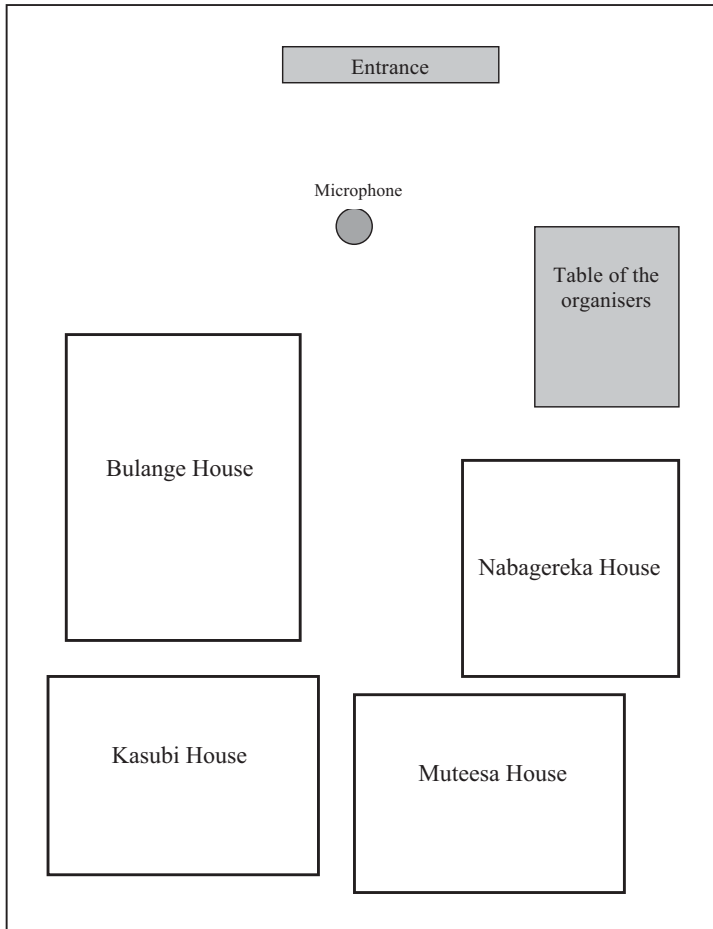 Entrance
Microphone
Table of the
organisers
Bulange House
Nabagereka House
Kasubi House
Muteesa House